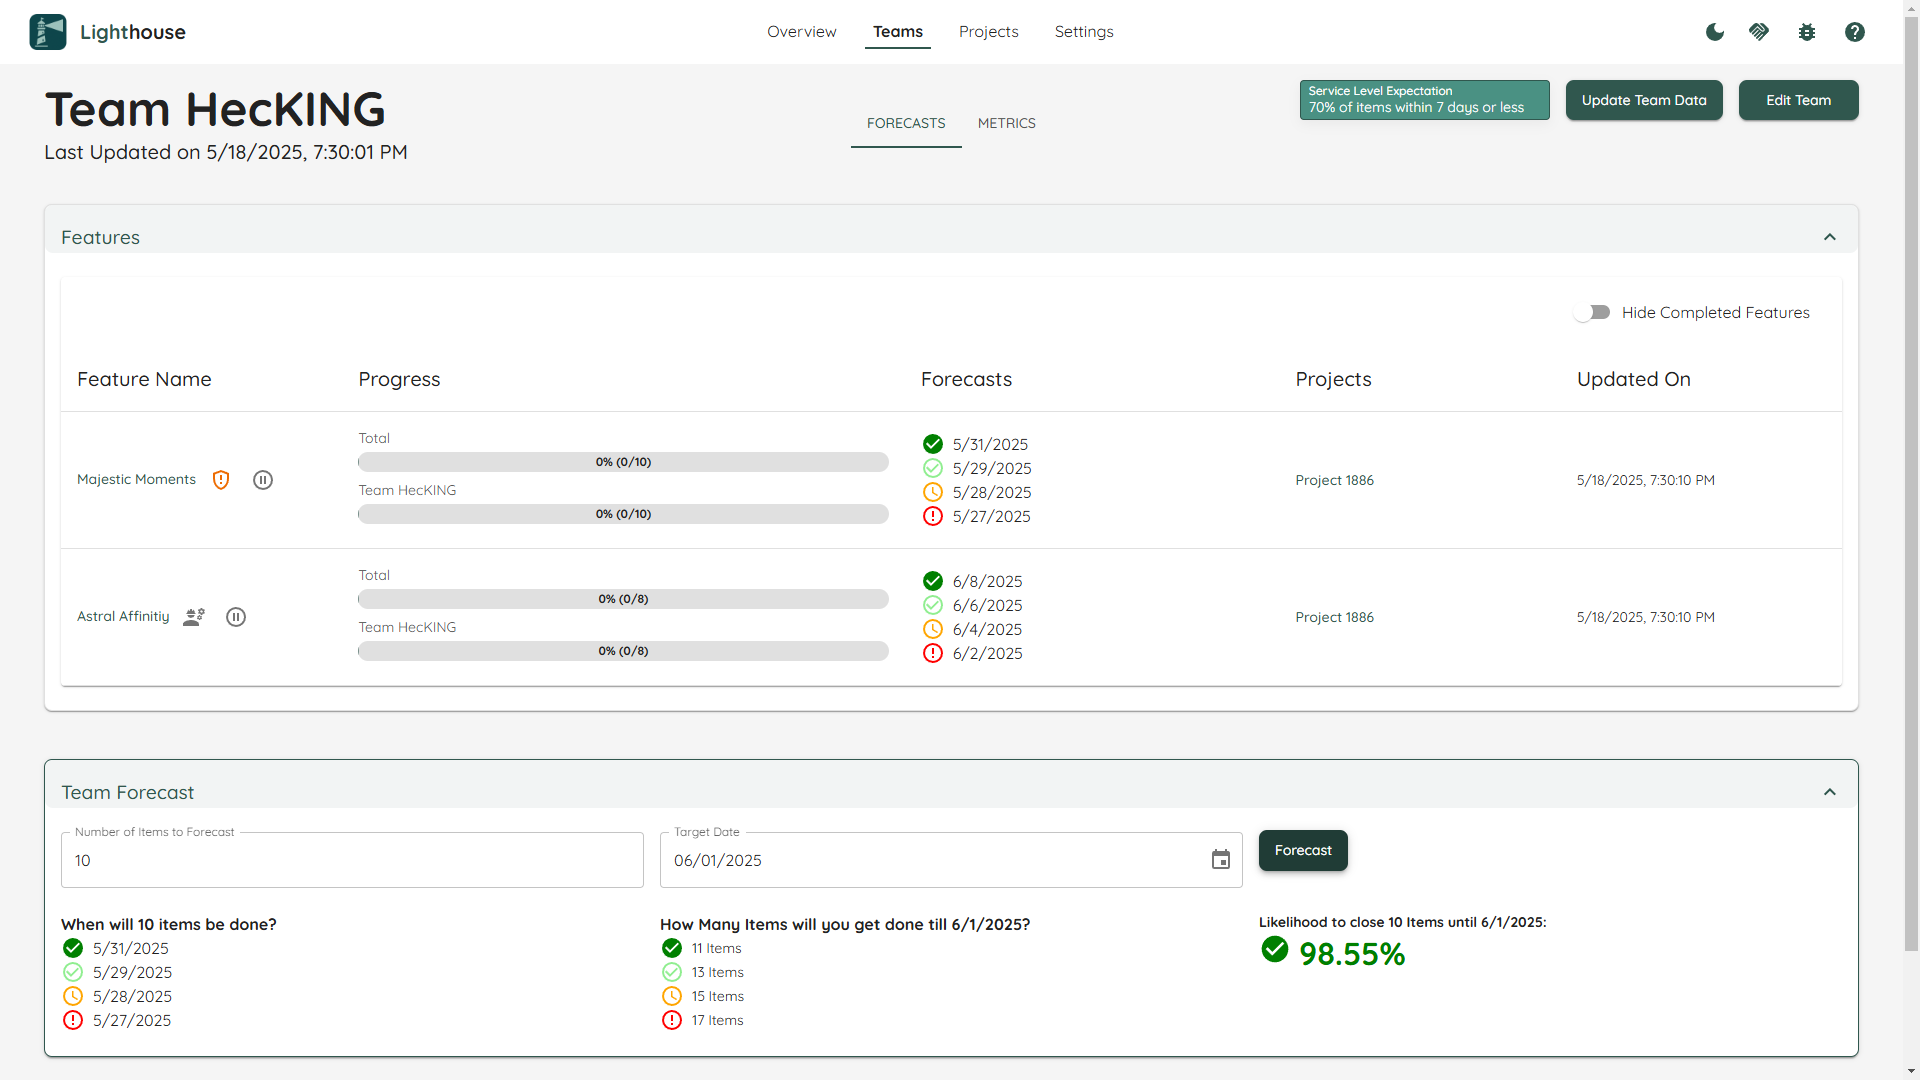 Lighthouse
Overview
Teams
Projects
Settings
Team HecKING
Last Updated on 5/18/2025, 7:30:01 PM
FORECASTS
METRICS
Service Level Expectation
70% of items within 7 days or less
Update Team Data
Edit Team
Features
Hide Completed Features
Feature Name
Progress
Forecasts
Projects
Updated On
Majestic Moments
Total
0% (0/10)
Team HecKING
0% (0/10)
5/31/2025
5/29/2025
5/28/2025
5/27/2025
Project 1886
5/18/2025, 7:30:10 PM
Astral Affinitiy
Total
0% (0/8)
Team HecKING
0% (0/8)
6/8/2025
6/6/2025
6/4/2025
6/2/2025
Project 1886
5/18/2025, 7:30:10 PM
Team Forecast
Number of Items to Forecast
10
Target Date
06/01/2025
Forecast
When will 10 items be done?
5/31/2025
5/29/2025
5/28/2025
5/27/2025
How Many Items will you get done till 6/1/2025?
11 Items
13 Items
15 Items
17 Items
Likelihood to close 10 Items until 6/1/2025:
98.55%